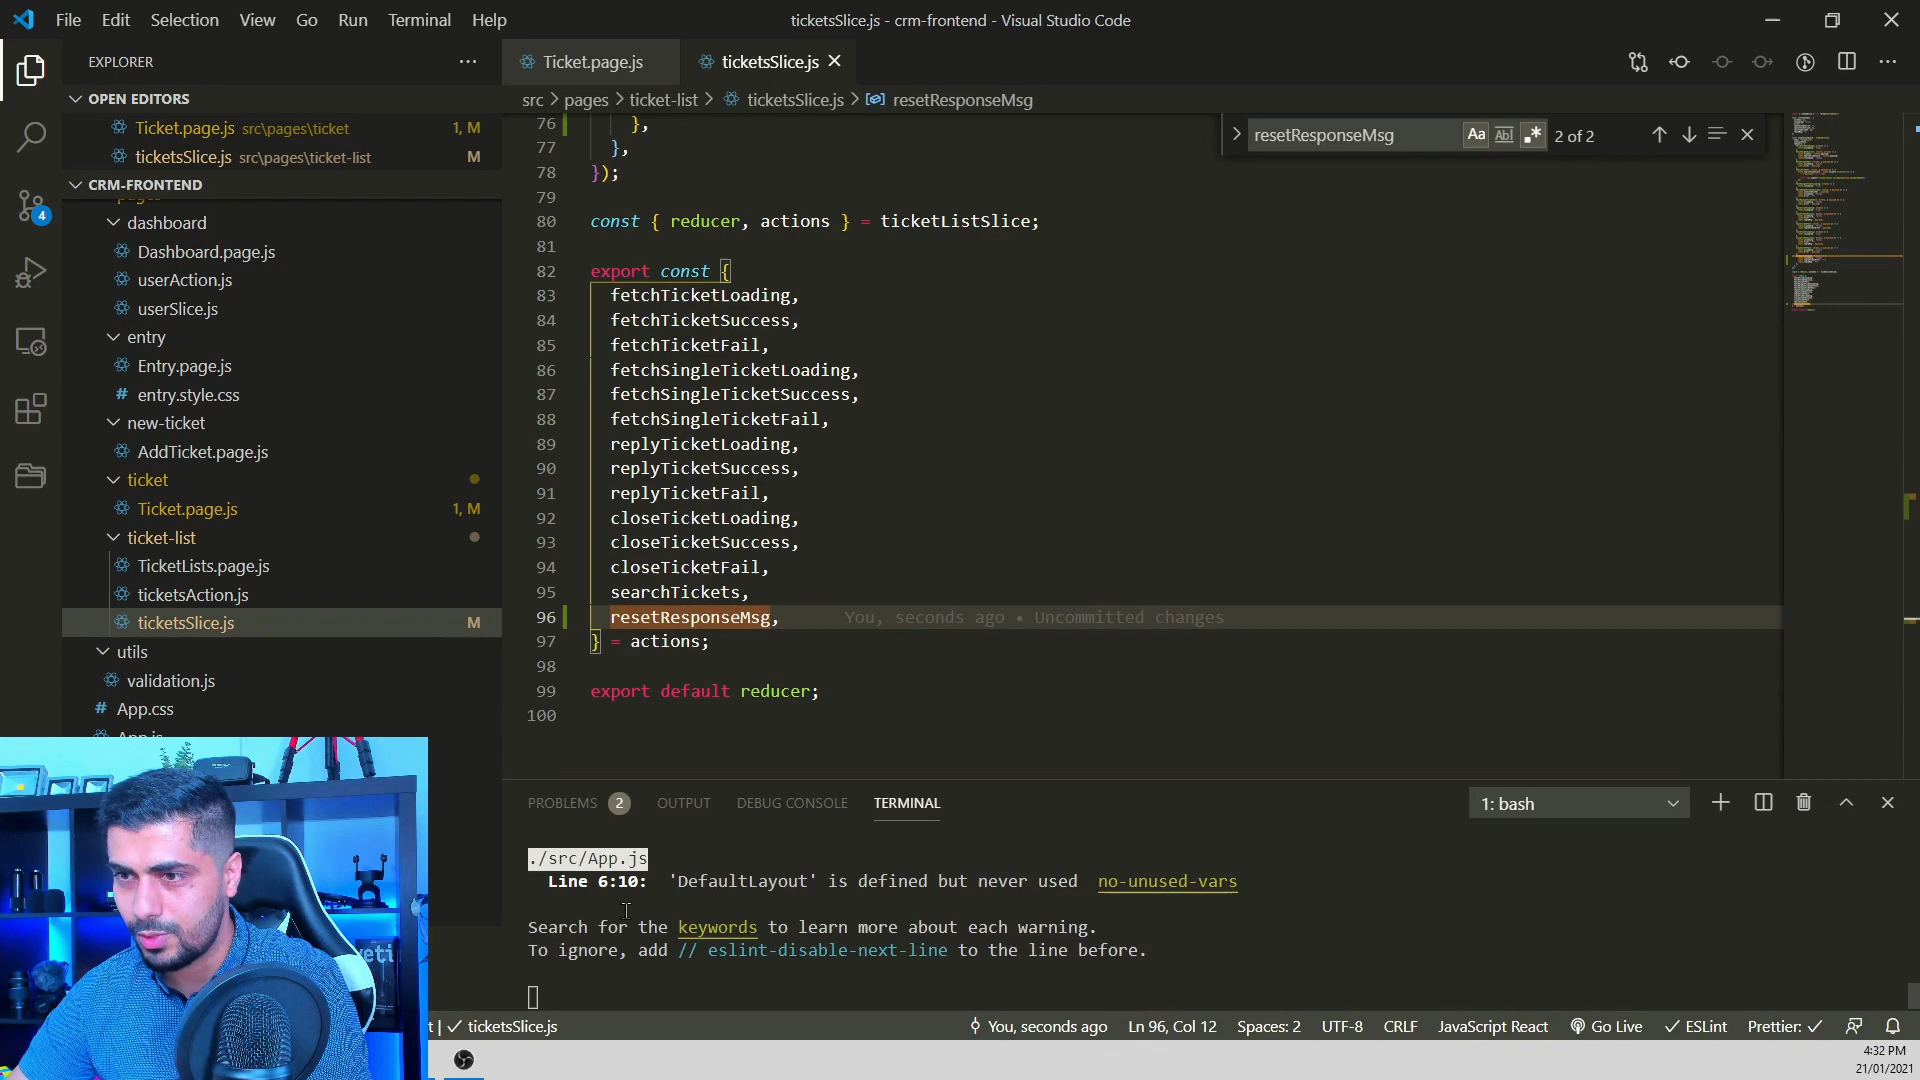 File Edit Selection View Go Run Terminal Help
ticketsSlice.js - crm-frontend - Visual Studio Code
EXPLORER
OPEN EDITORS
Ticket.page.js src\pages\ticket 1, M
ticketsSlice.js src\pages\ticket-list M
CRM-FRONTEND
pages
dashboard
Dashboard.page.js
userAction.js
userSlice.js
entry
Entry.page.js
# entry.style.css
new-ticket
AddTicket.page.js
ticket
Ticket.page.js 1, M
ticket-list
TicketLists.page.js
ticketsAction.js
ticketsSlice.js M
utils
validation.js
# App.css
App.js
4
Ticket.page.js
ticketsSlice.js
src > pages > ticket-list > ticketsSlice.js > resetResponseMsg
resetResponseMsg Aa Abl .* 2 of 2
76 },
77 },
78 });
79
80 const { reducer, actions } = ticketListSlice;
81
82 export const {
83 fetchTicketLoading,
84 fetchTicketSuccess,
85 fetchTicketFail,
86 fetchSingleTicketLoading,
87 fetchSingleTicketSuccess,
88 fetchSingleTicketFail,
89 replyTicketLoading,
90 replyTicketSuccess,
91 replyTicketFail,
92 closeTicketLoading,
93 closeTicketSuccess,
94 closeTicketFail,
95 searchTickets,
96 resetResponseMsg, You, seconds ago • Uncommitted changes
97 } = actions;
98
99 export default reducer;
100
PROBLEMS 2 OUTPUT DEBUG CONSOLE TERMINAL
1: bash
./src/App.js
Line 6:10: 'DefaultLayout' is defined but never used no-unused-vars
Search for the keywords to learn more about each warning.
To ignore, add // eslint-disable-next-line to the line before.
ticketsSlice.js
You, seconds ago Ln 96, Col 12 Spaces: 2 UTF-8 CRLF JavaScript React Go Live ESLint Prettier: ✓
4:32 PM
21/01/2021